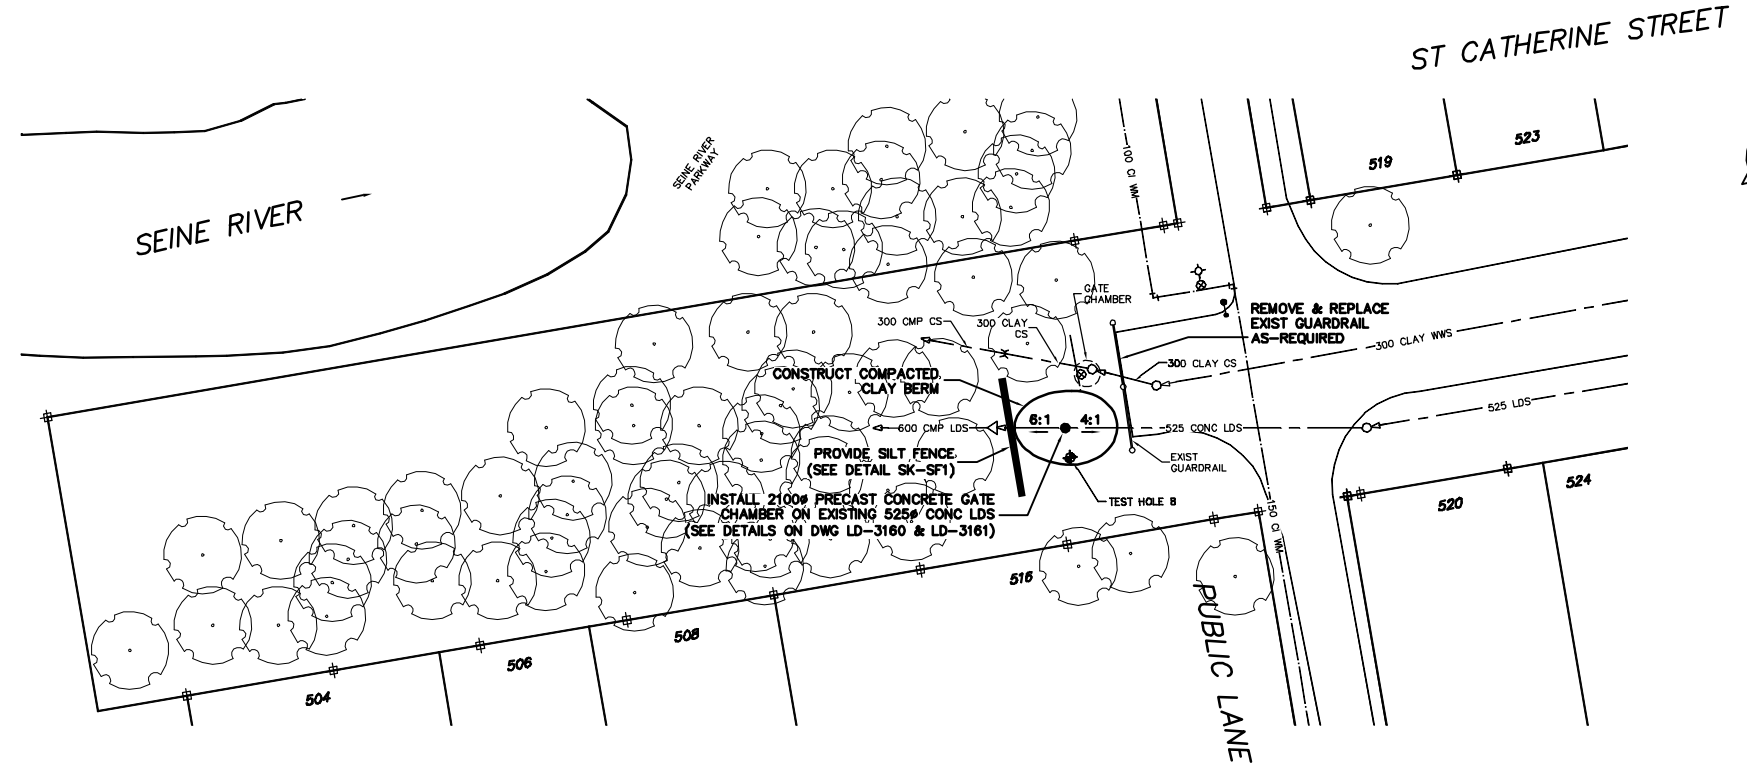 ST CATHERINE STREET
523
519
SEINE RIVER
PARKWAY
100 CI WM
SEINE RIVER
GATE
CHAMBER
REMOVE & REPLACE
EXIST GUARDRAIL
AS-REQUIRED
300 CMP CS
300 CLAY
CS
300 CLAY WWS
300 CLAY CS
CONSTRUCT COMPACTED
CLAY BERM
525 LDS
6:1
4:1
600 CMP LDS
525 CONC LDS
PROVIDE SILT FENCE
(SEE DETAIL SK-SF1)
EXIST
GUARDRAIL
INSTALL 2100ø PRECAST CONCRETE GATE
CHAMBER ON EXISTING 525ø CONC LDS
(SEE DETAILS ON DWG LD-3160 & LD-3161)
TEST HOLE 8
150 CI WM
520
524
516
508
506
504
PUBLIC LANE